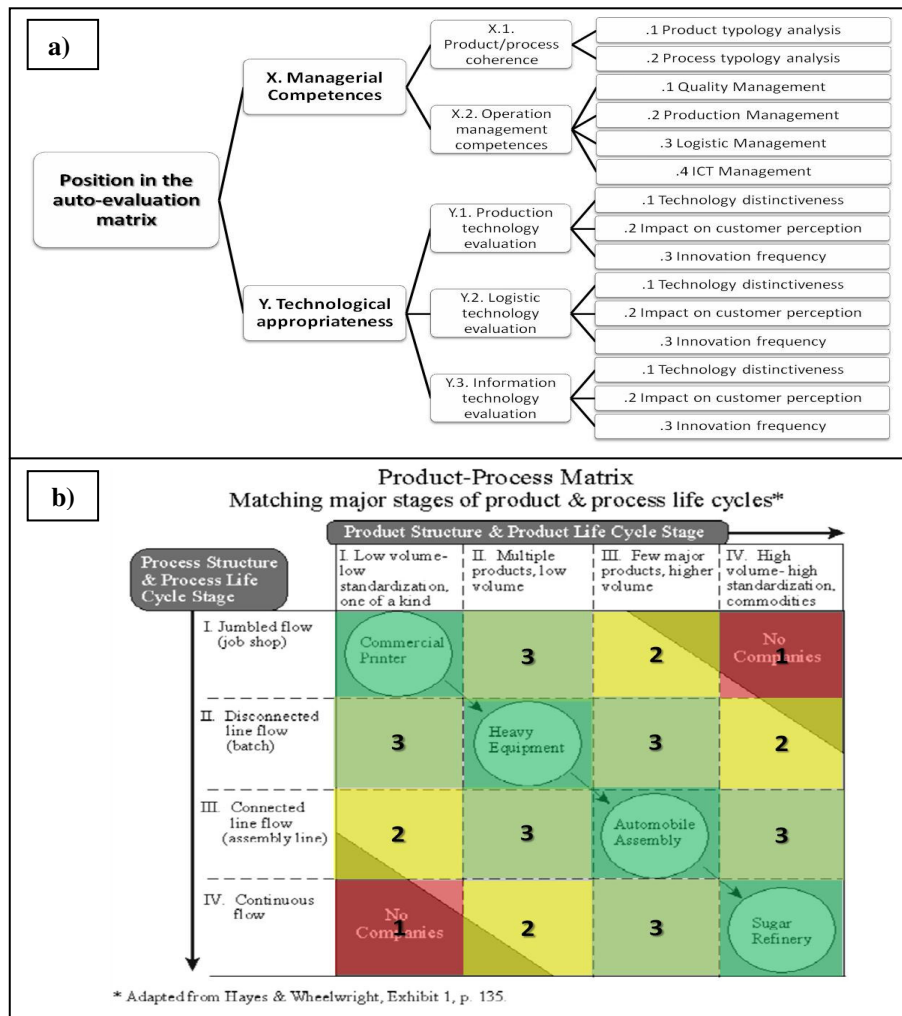 a)
Position in the
auto-evaluation
matrix
X. Managerial
Competences
X.1.
Product/process
coherence
.1 Product typology analysis
.2 Process typology analysis
X.2. Operation
management
competences
.1 Quality Management
.2 Production Management
.3 Logistic Management
.4 ICT Management
Y. Technological
appropriateness
Y.1. Production
technology
evaluation
.1 Technology distinctiveness
.2 Impact on customer perception
.3 Innovation frequency
Y.2. Logistic
technology
evaluation
.1 Technology distinctiveness
.2 Impact on customer perception
.3 Innovation frequency
Y.3. Information
technology
evaluation
.1 Technology distinctiveness
.2 Impact on customer perception
.3 Innovation frequency
b)
Product-Process Matrix
Matching major stages of product & process life cycles*
Product Structure & Product Life Cycle Stage
Process Structure
& Process Life
Cycle Stage
I. Low volume-
low
standardization,
one of a kind
II. Multiple
products, low
volume
III. Few major
products, higher
volume
IV. High
volume- high
standardization,
commodities
I. Jumbled flow
(job shop)
Commercial
Printer
3
2
No
Companies
1
II. Disconnected
line flow
(batch)
3
Heavy
Equipment
3
2
III. Connected
line flow
(assembly line)
2
3
Automobile
Assembly
3
IV. Continuous
flow
No
Companies
1
2
3
Sugar
Refinery
* Adapted from Hayes & Wheelwright, Exhibit 1, p. 135.